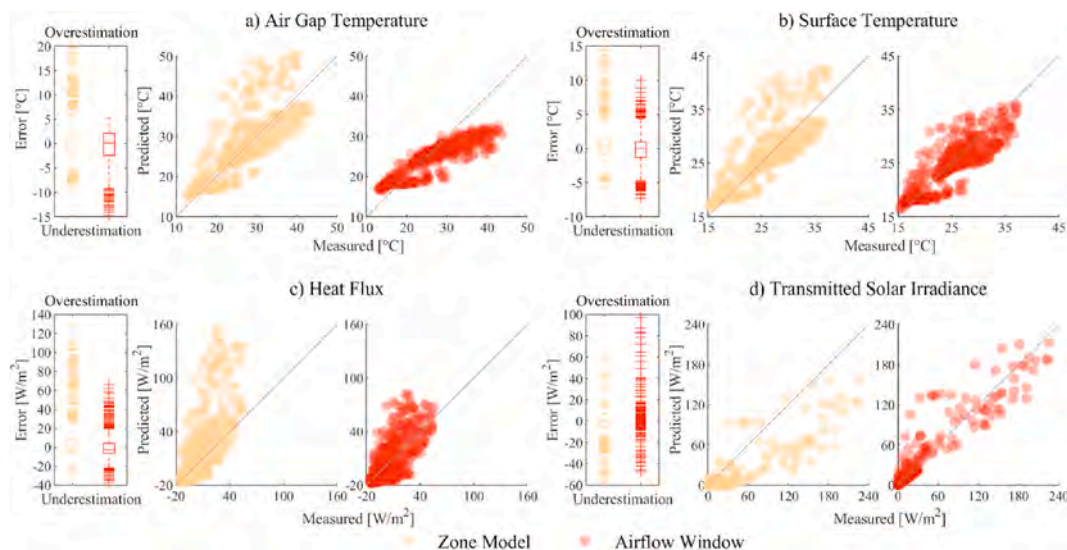 a) Air Gap Temperature
b) Surface Temperature
Overestimation
Overestimation
Error [°C]
20
15
10
5
0
-5
-10
-15
Predicted [°C]
50
40
30
20
10
50
40
30
20
10
Error [°C]
15
10
5
0
-5
-10
Predicted [°C]
45
35
25
15
45
35
25
15
Underestimation
10 20 30 40 50
10 20 30 40 50
Measured [°C]
Underestimation
15 25 35 45
15 25 35 45
Measured [°C]
c) Heat Flux
d) Transmitted Solar Irradiance
Overestimation
Overestimation
Error [W/m²]
140
120
100
80
60
40
20
0
-20
-40
Predicted [W/m²]
160
100
40
-20
160
100
40
-20
Error [W/m²]
100
80
60
40
20
0
-20
-40
-60
Predicted [W/m²]
240
180
120
60
0
240
180
120
60
0
Underestimation
-20 40 100 160
-20 40 100 160
Underestimation
0 60 120 180 240
0 60 120 180 240
Measured [W/m²]
Measured [W/m²]
Zone Model
Airflow Window